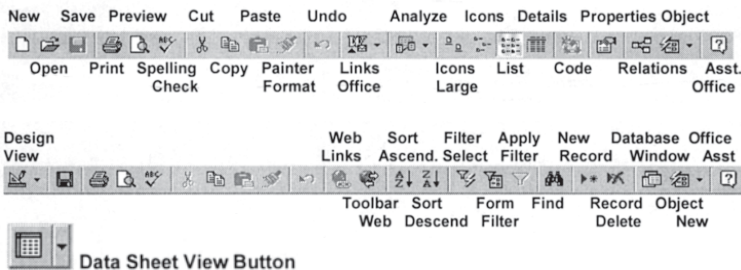 New Save Preview Cut Paste Undo Analyze Icons Details Properties Object
Open Print Spelling Copy Painter Links Icons List Code Relations Asst.
Check Format Office Large Office
Design Web Sort Filter Apply New Database Office
View Links Ascend. Select Filter Record Window Asst
Toolbar Sort Form Find Record Object
Web Descend Filter Delete New
Data Sheet View Button